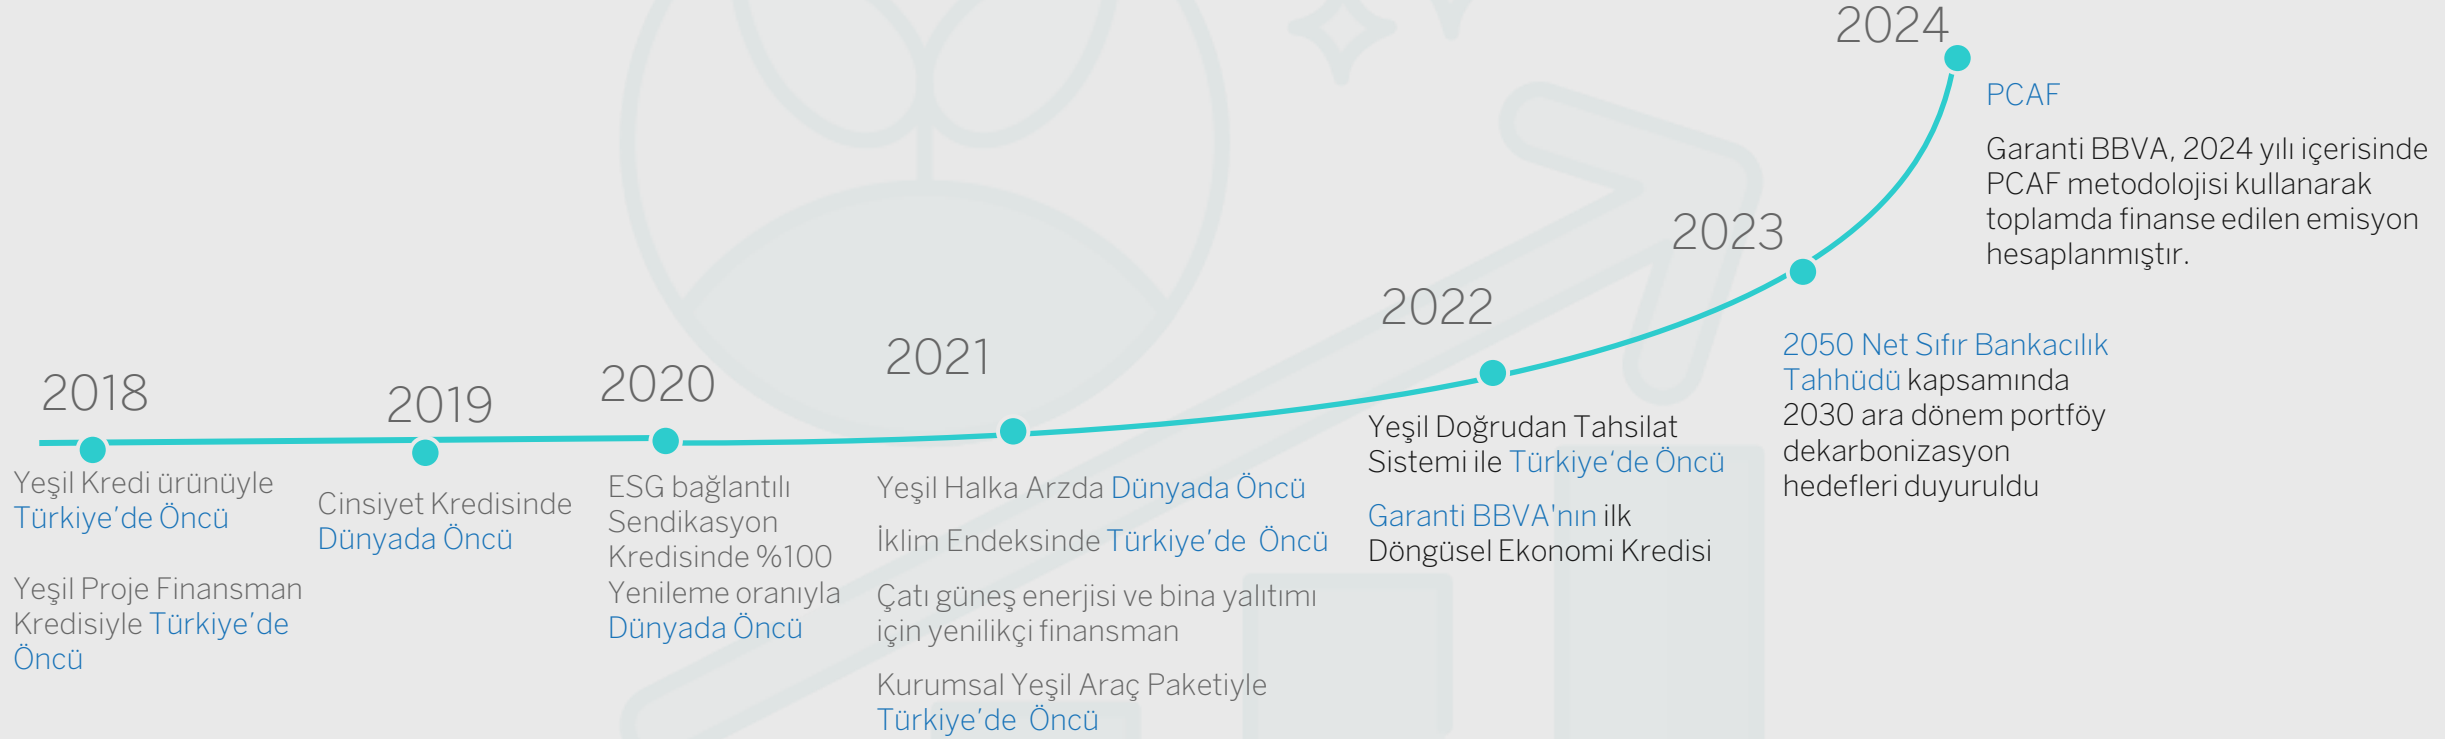 2018
Yeşil Kredi ürünüyle
Türkiye’de Öncü
Yeşil Proje Finansman
Kredisiyle Türkiye’de
Öncü
2019
Cinsiyet Kredisinde
Dünyada Öncü
2020
ESG bağlantılı
Sendikasyon
Kredisinde %100
Yenileme oranıyla
Dünyada Öncü
2021
Yeşil Halka Arzda Dünyada Öncü
İklim Endeksinde Türkiye’de Öncü
Çatı güneş enerjisi ve bina yalıtımı
için yenilikçi finansman
Kurumsal Yeşil Araç Paketiyle
Türkiye’de Öncü
2022
Yeşil Doğrudan Tahsilat
Sistemi ile Türkiye‘de Öncü
Garanti BBVA'nın ilk
Döngüsel Ekonomi Kredisi
2023
2050 Net Sıfır Bankacılık
Tahhüdü kapsamında
2030 ara dönem portföy
dekarbonizasyon
hedefleri duyuruldu
2024
PCAF
Garanti BBVA, 2024 yılı içerisinde
PCAF metodolojisi kullanarak
toplamda finanse edilen emisyon
hesaplanmıştır.